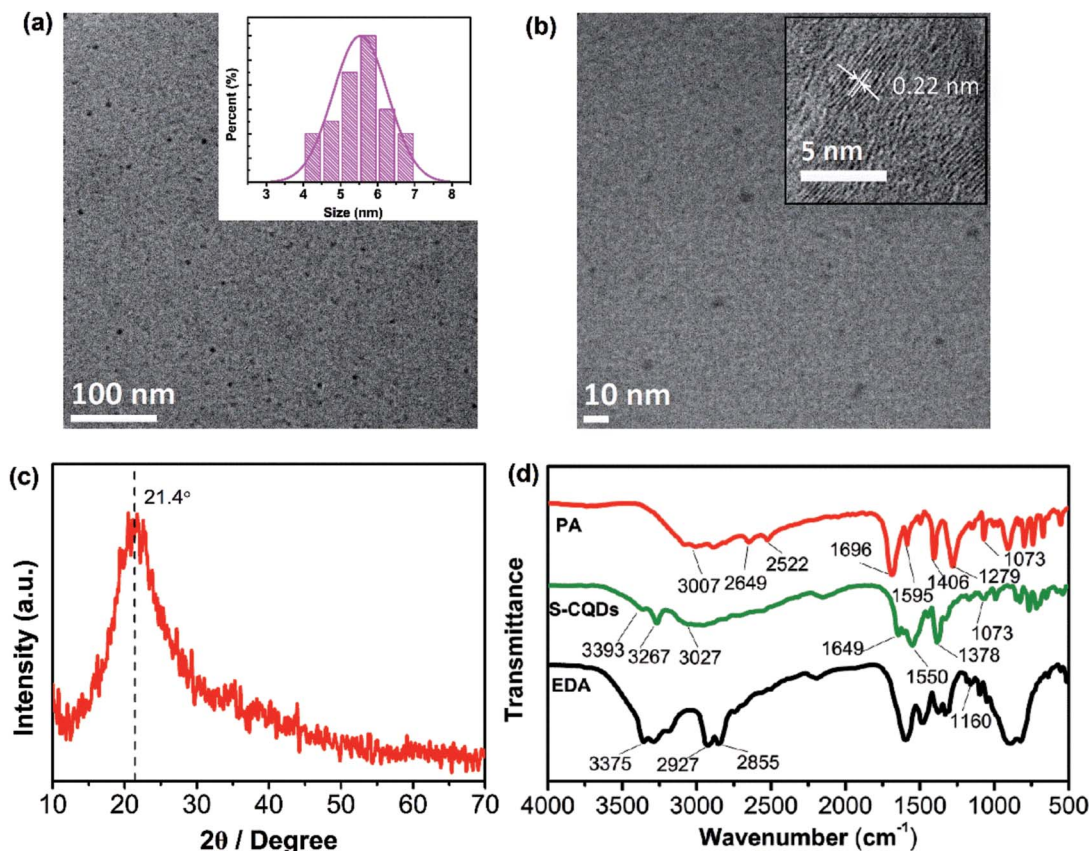 (a)
Percent (%)
3 4 5 6 7 8
Size (nm)
100 nm
(b)
0.22 nm
5 nm
10 nm
(c)
21.4°
Intensity (a.u.)
10 20 30 40 50 60 70
2θ / Degree
(d)
PA
3007 2649 2522 1696 1595 1406 1279 1073
S-CQDs
3393 3267 3027 1649 1550 1378 1073
EDA
3375 2927 2855 1160
Transmittance
4000 3500 3000 2500 2000 1500 1000 500
Wavenumber (cm⁻¹)